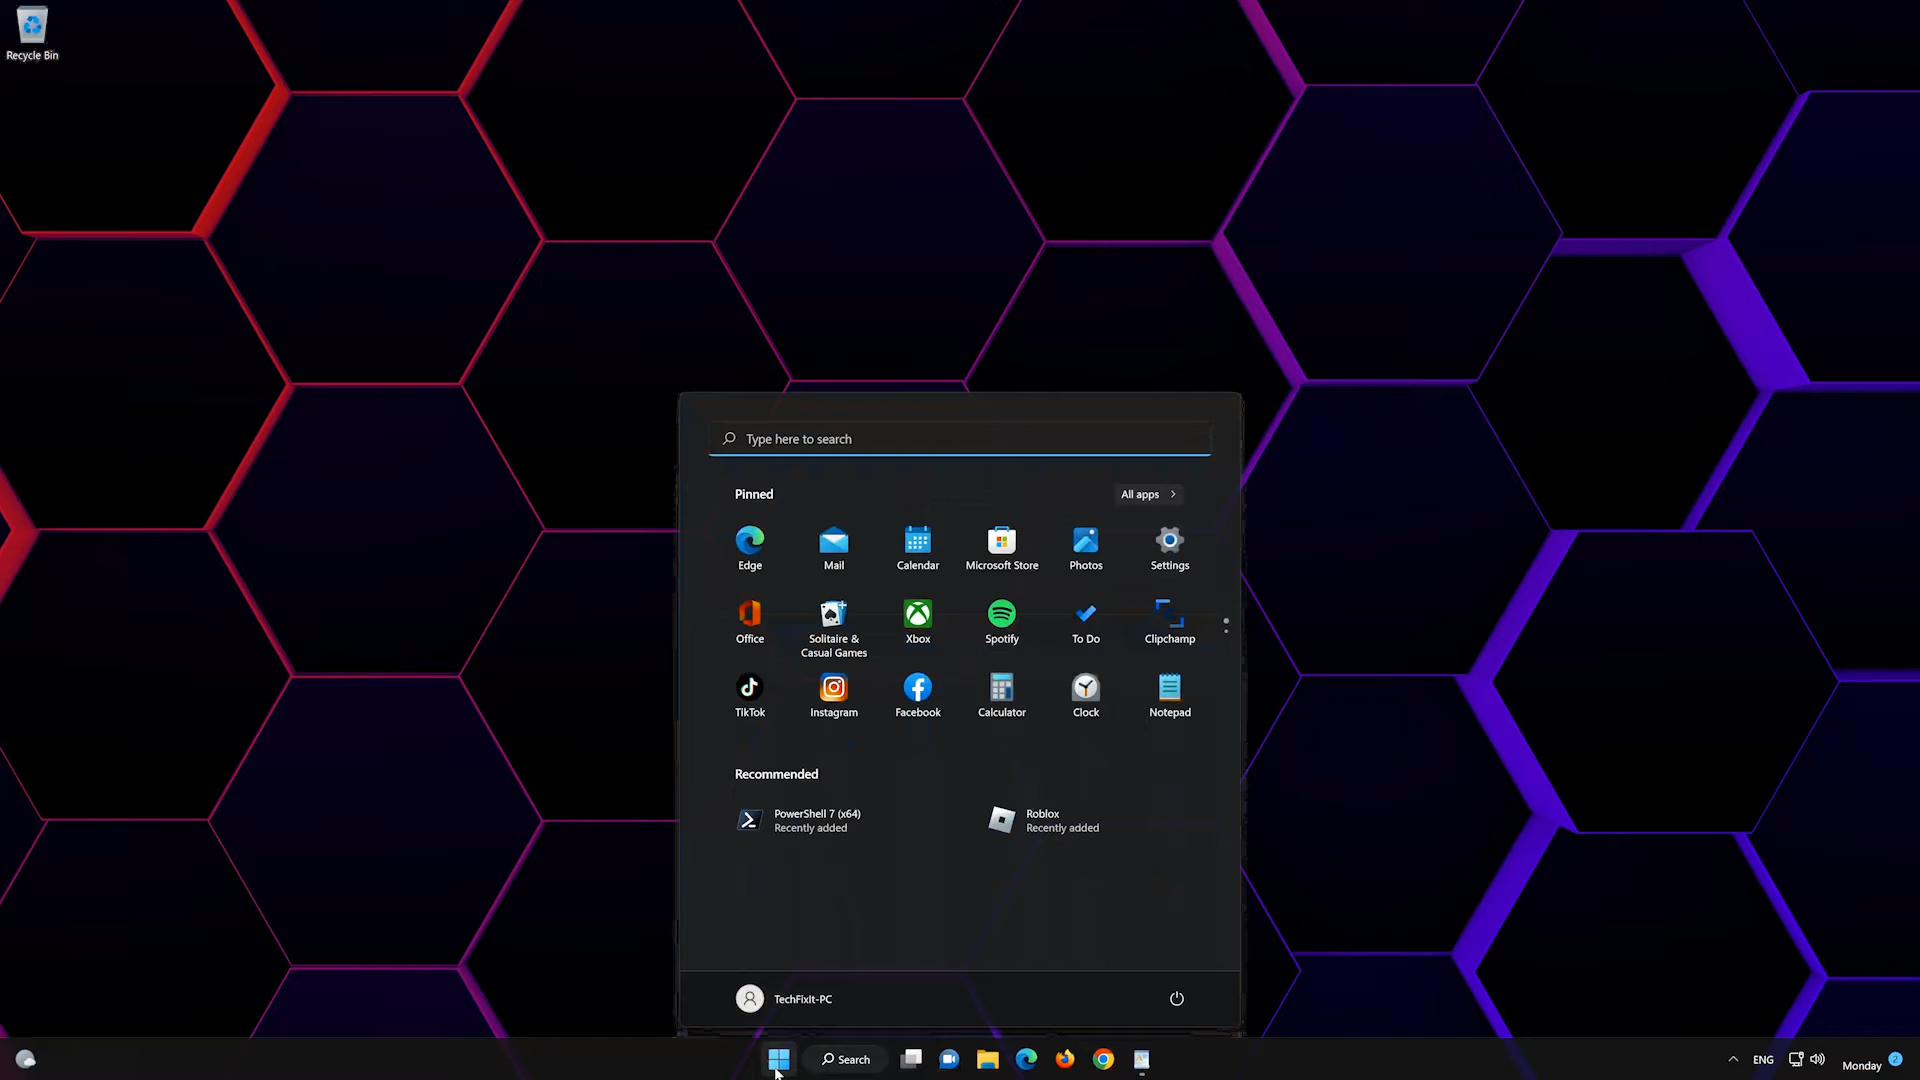 Recycle Bin
Type here to search
Pinned
All apps
Edge
Mail
Calendar
Microsoft Store
Photos
Settings
Office
Solitaire &
Casual Games
Xbox
Spotify
To Do
Clipchamp
TikTok
Instagram
Facebook
Calculator
Clock
Notepad
Recommended
PowerShell 7 (x64)
Recently added
Roblox
Recently added
TechFixIt-PC
Search
ENG
Monday
2